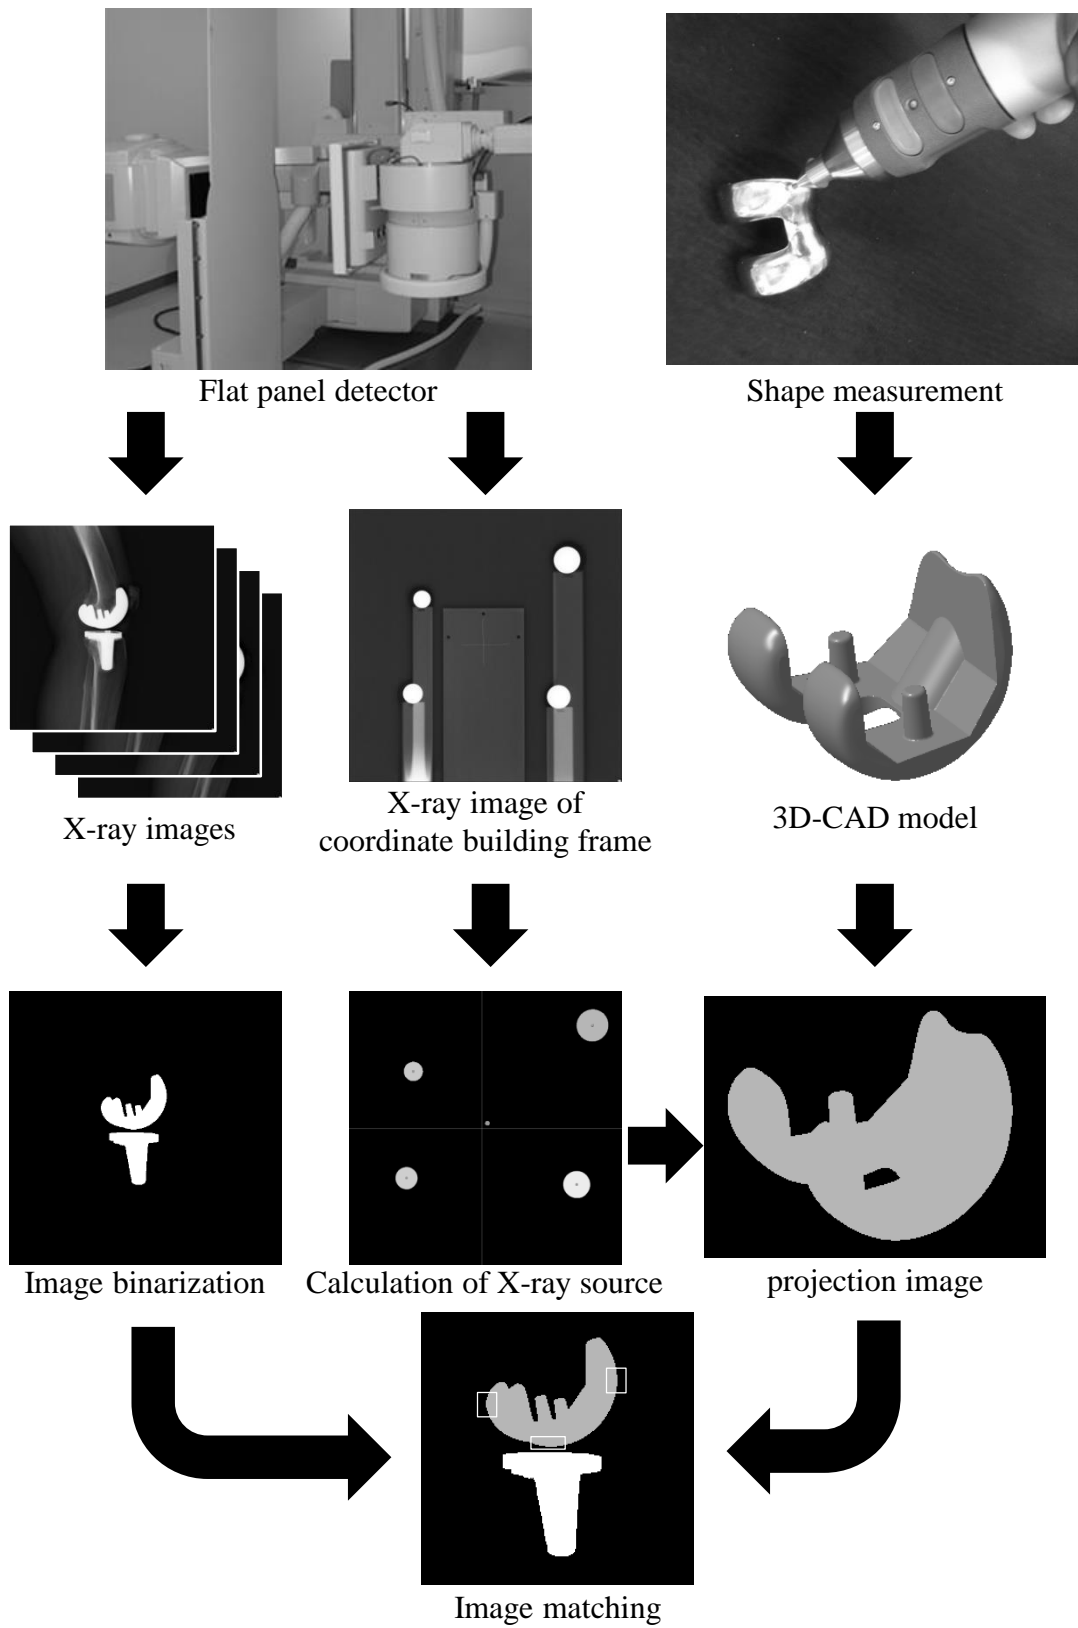 Flat panel detector
Shape measurement
X-ray images
X-ray image of
coordinate building frame
3D-CAD model
Image binarization
Calculation of X-ray source
projection image
Image matching